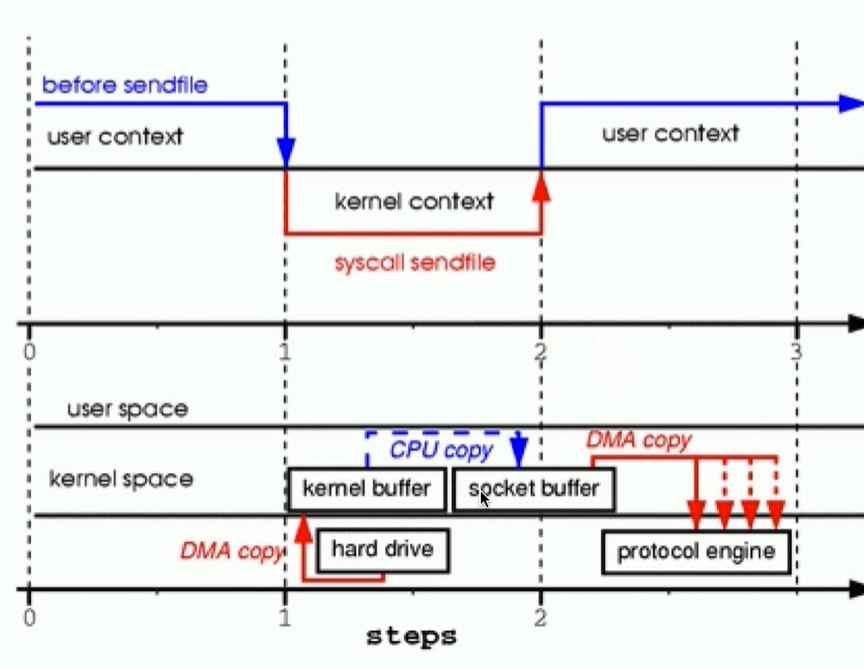 before sendfile
user context
user context
kernel context
syscall sendfile
0
1
2
3
user space
CPU copy
DMA copy
kernel space
kernel buffer
socket buffer
DMA copy
hard drive
protocol engine
0
1
2
steps